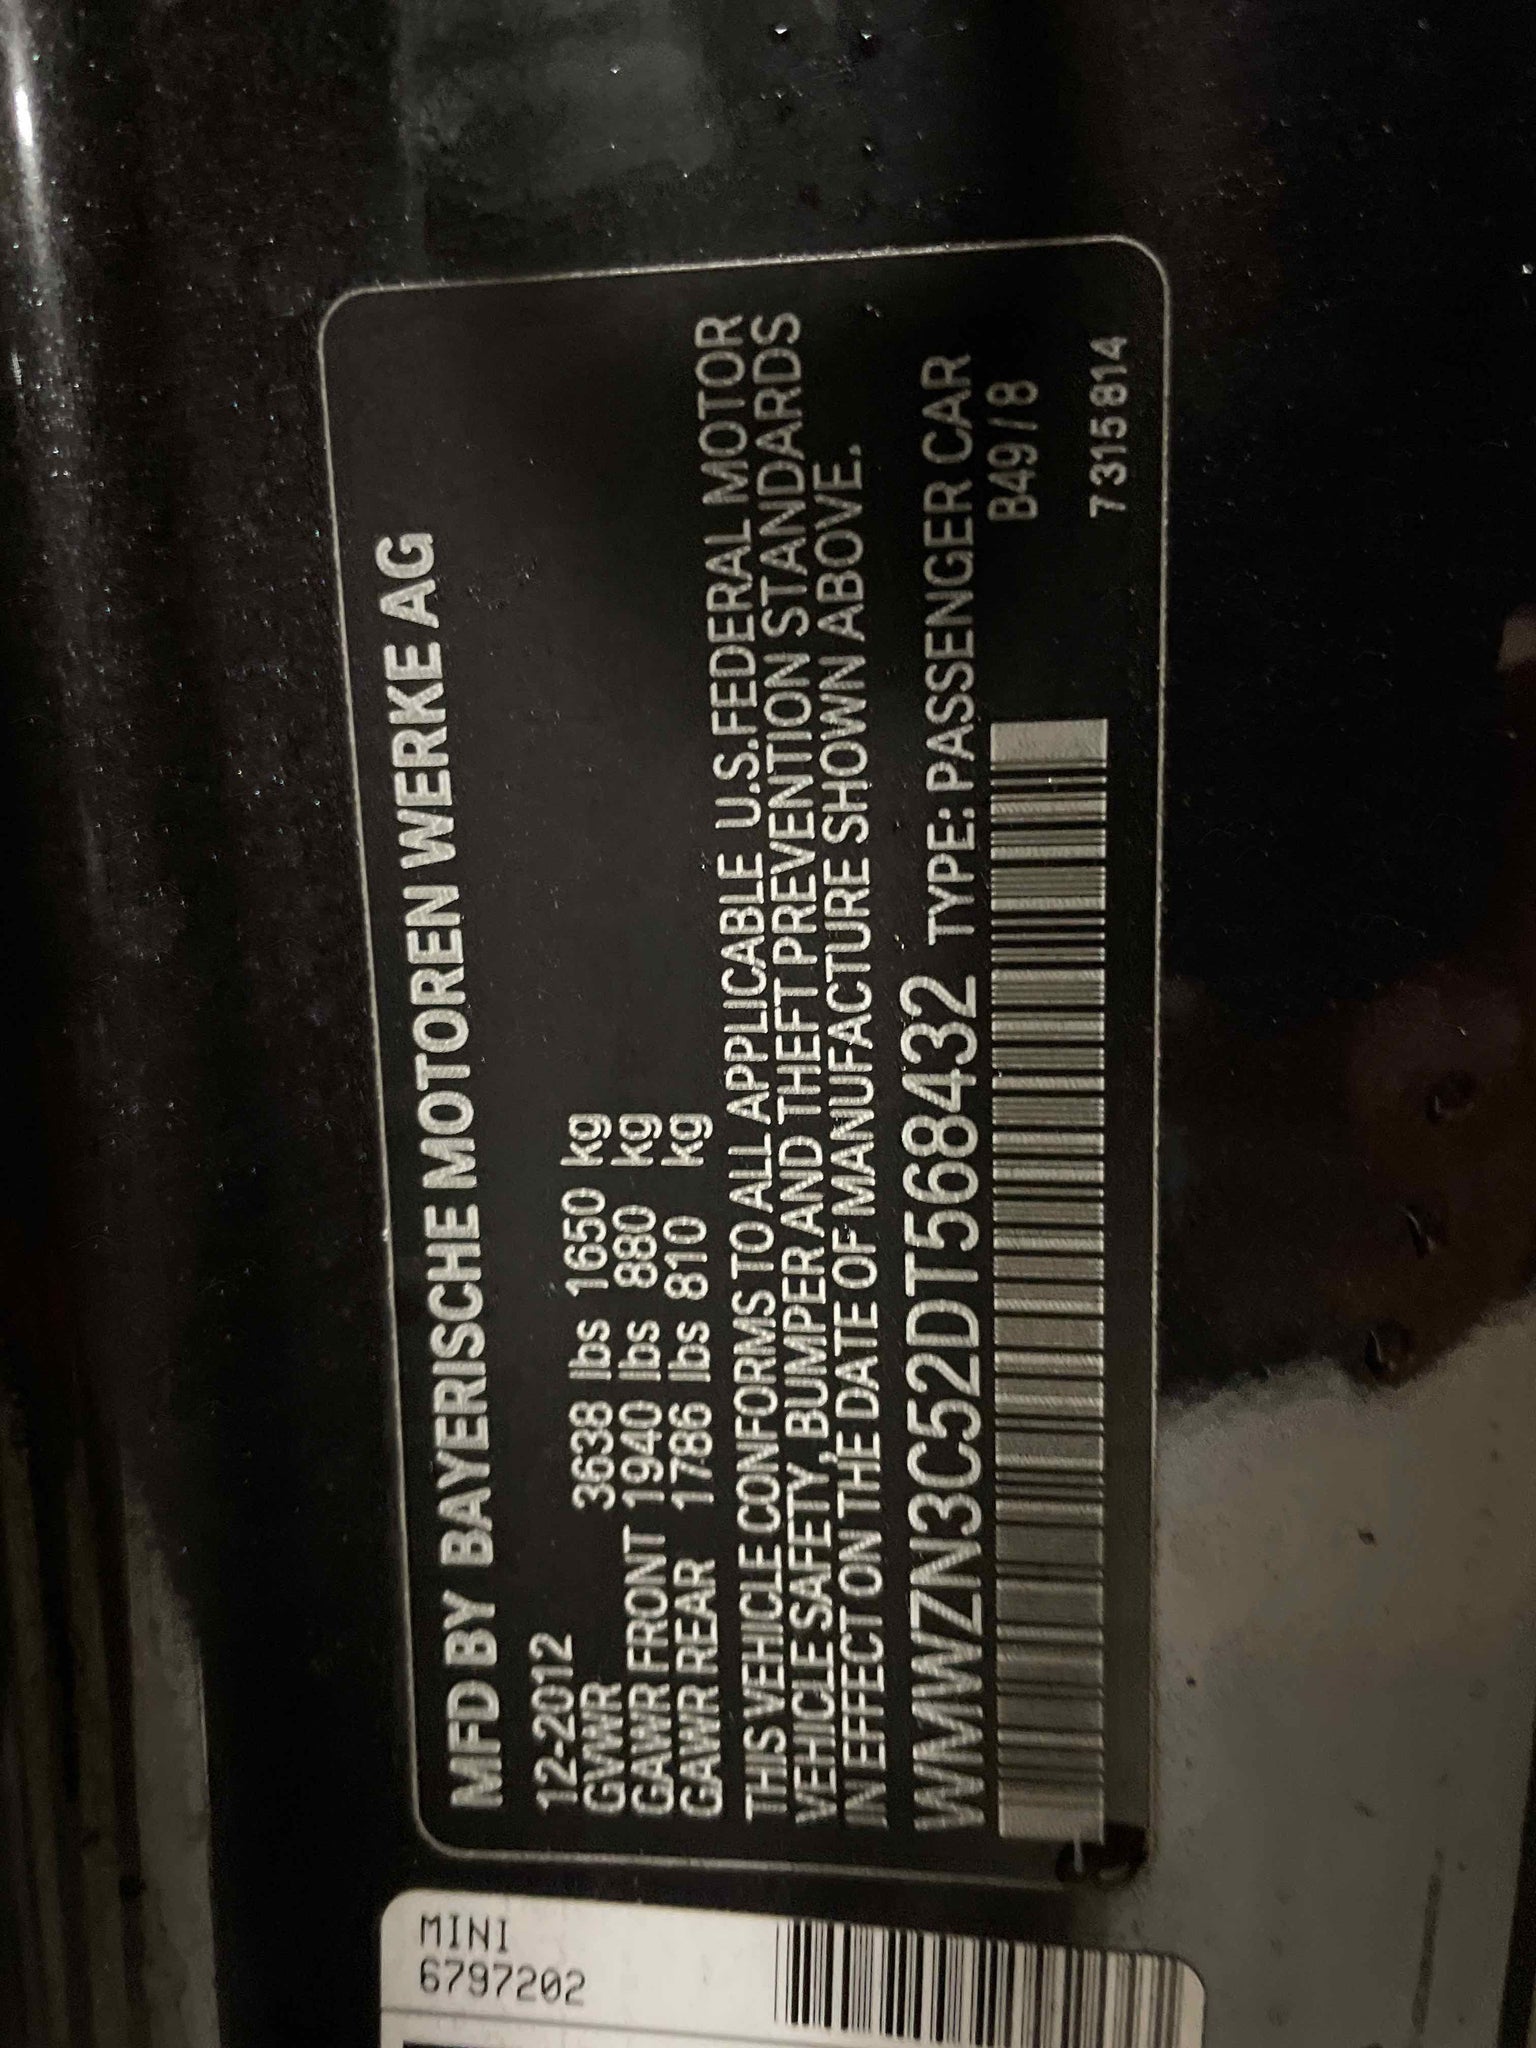 MFD BY BAYERISCHE MOTOREN WERKE AG
12-2012
GVWR 3638 lbs 1650 kg
GAWR FRONT 1940 lbs 880 kg
GAWR REAR 1786 lbs 810 kg
THIS VEHICLE CONFORMS TO ALL APPLICABLE U.S.FEDERAL MOTOR
VEHICLE SAFETY, BUMPER AND THEFT PREVENTION STANDARDS
IN EFFECT ON THE DATE OF MANUFACTURE SHOWN ABOVE.
WMWZN3C52DT568432 TYPE: PASSENGER CAR
B49/8
7315814
MINI
6797202